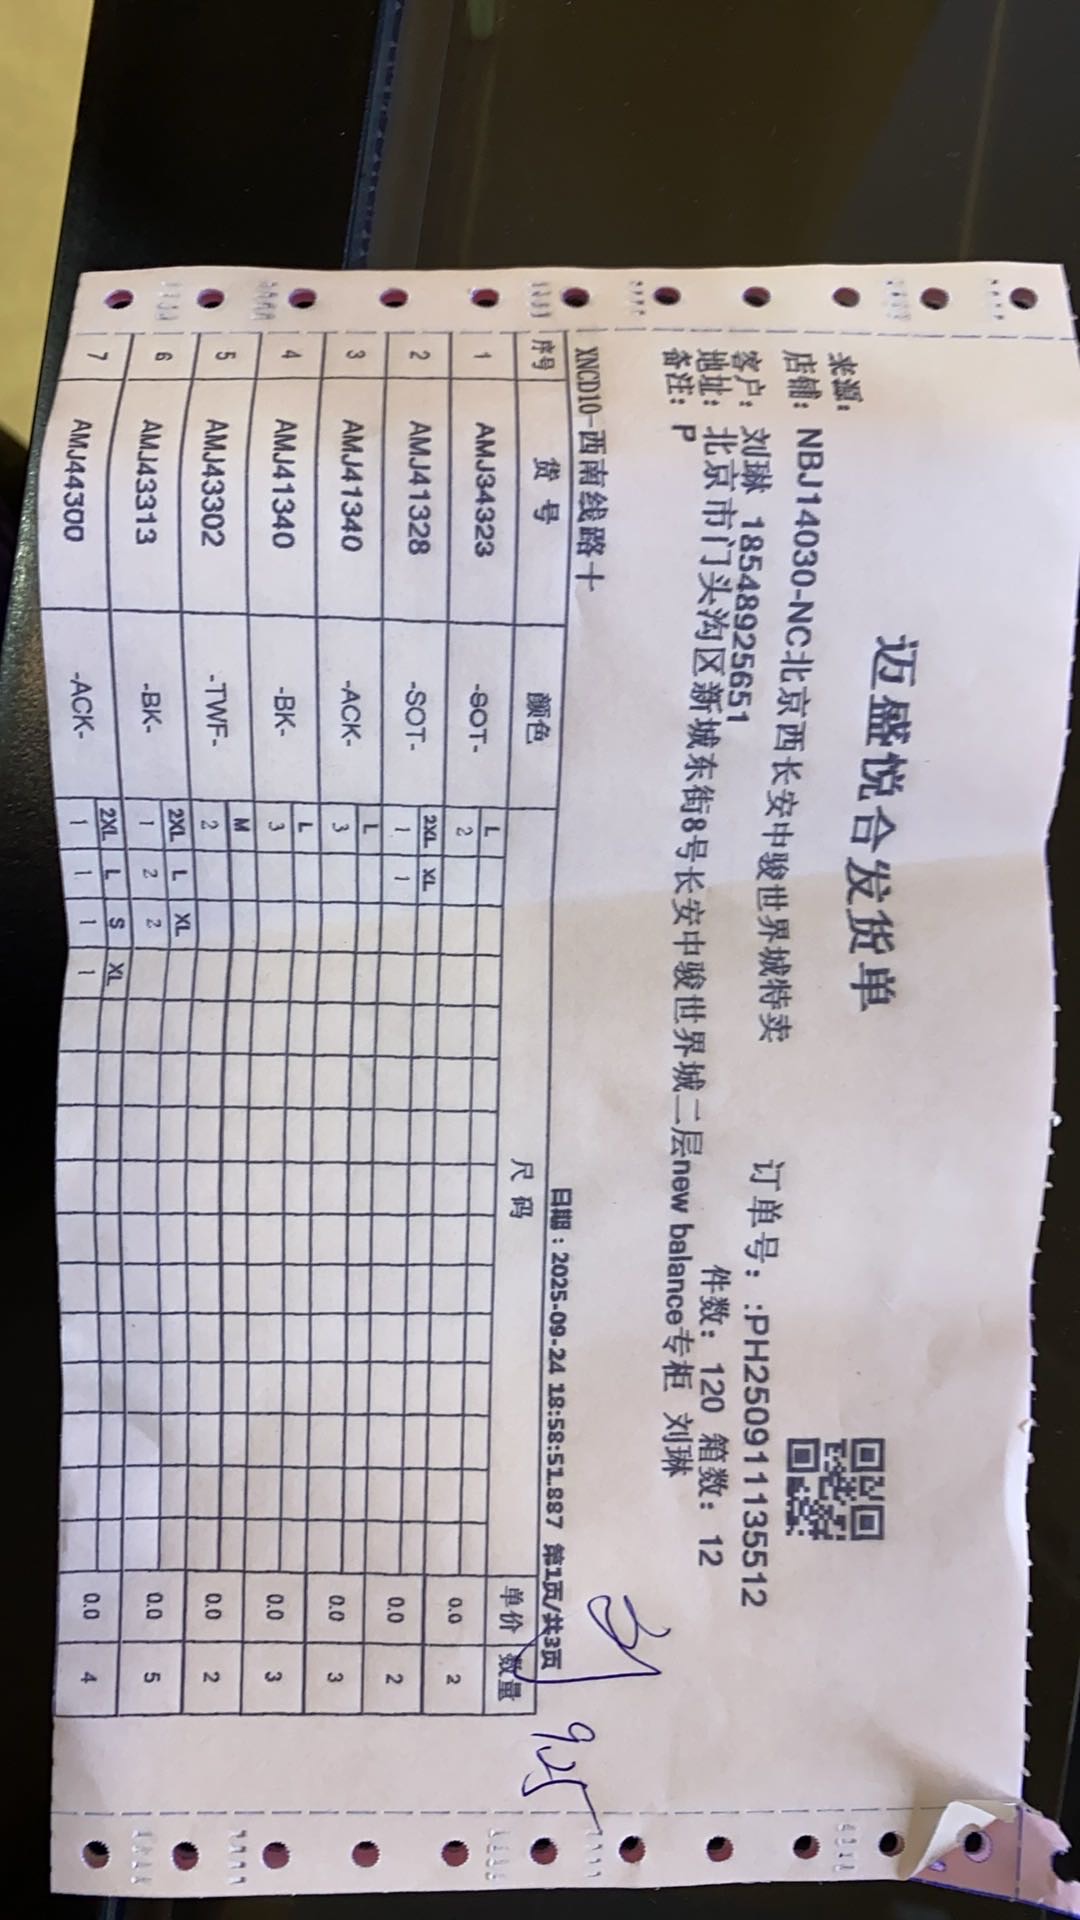 迈盛悦合发货单
来源:
店铺: NBJ14030-NC北京西长安中骏世界城特卖 订单号: :PH250911135512
客户: 刘琳 18548925651 件数: 120 箱数: 12
地址: 北京市门头沟区新城东街8号长安中骏世界城二层new balance专柜 刘琳
备注: P
XNCD10-西南线路十 日期:2025-09-24 18:58:51.887 第1页/共3页
9.25
序号 货 号 颜色 尺 码 单价 数量
L
1 AMJ34323 -SOT- 2 0.0 2
2XL XL
2 AMJ41328 -SOT- 1 1 0.0 2
L
3 AMJ41340 -ACK- 3 0.0 3
L
4 AMJ41340 -BK- 3 0.0 3
M
5 AMJ43302 -TWF- 2 0.0 2
2XL L XL
6 AMJ43313 -BK- 1 2 2 0.0 5
2XL L S XL
7 AMJ44300 -ACK- 1 1 1 1 0.0 4